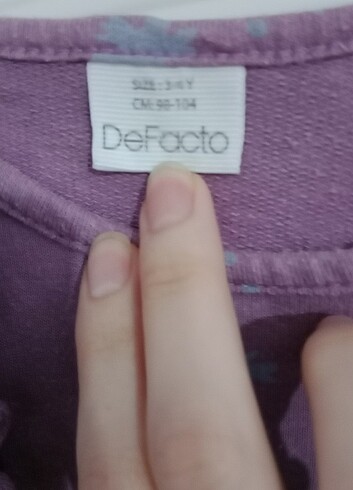 SIZE : 3/4 Y
CM: 98-104
DeFacto